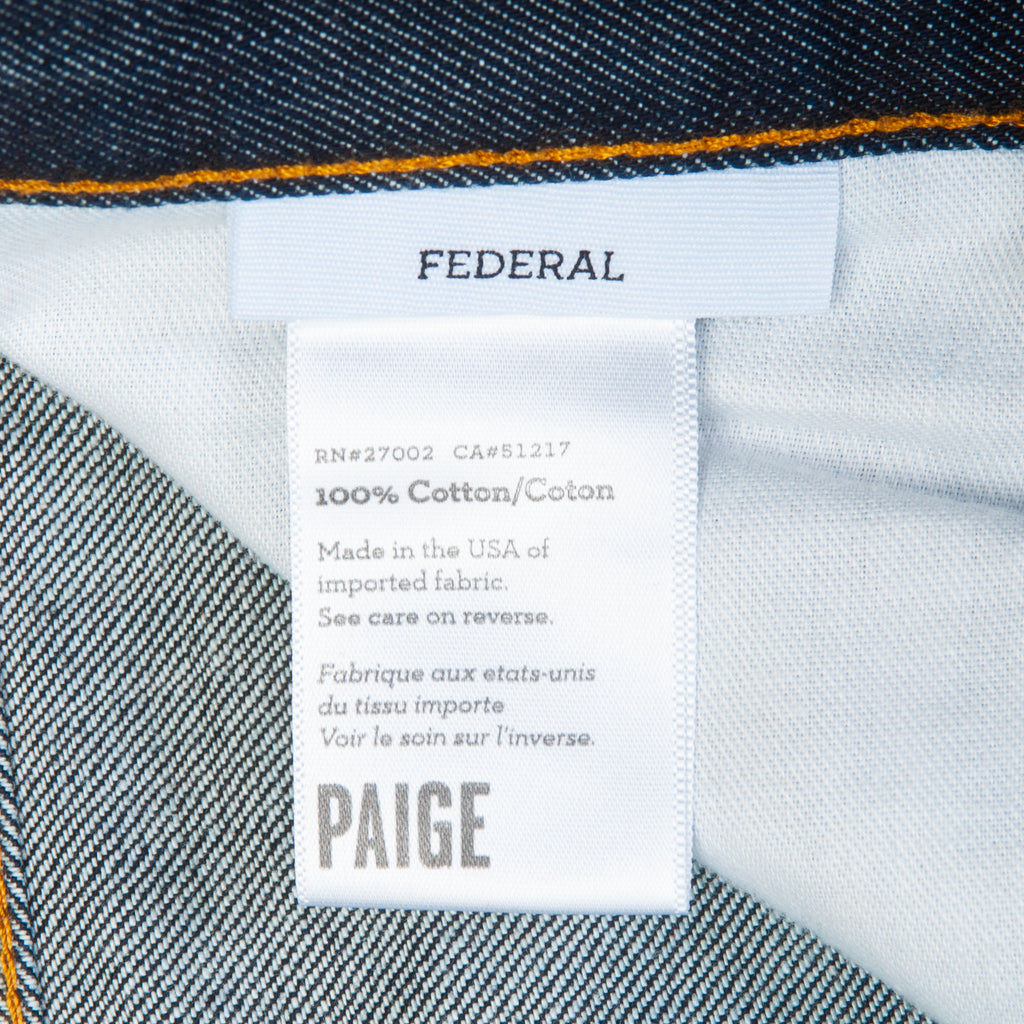 FEDERAL
RN#27002 CA#51217
100% Cotton/Coton
Made in the USA of
imported fabric.
See care on reverse.
Fabrique aux etats-unis
du tissu importe
Voir le soin sur l'inverse.
PAIGE